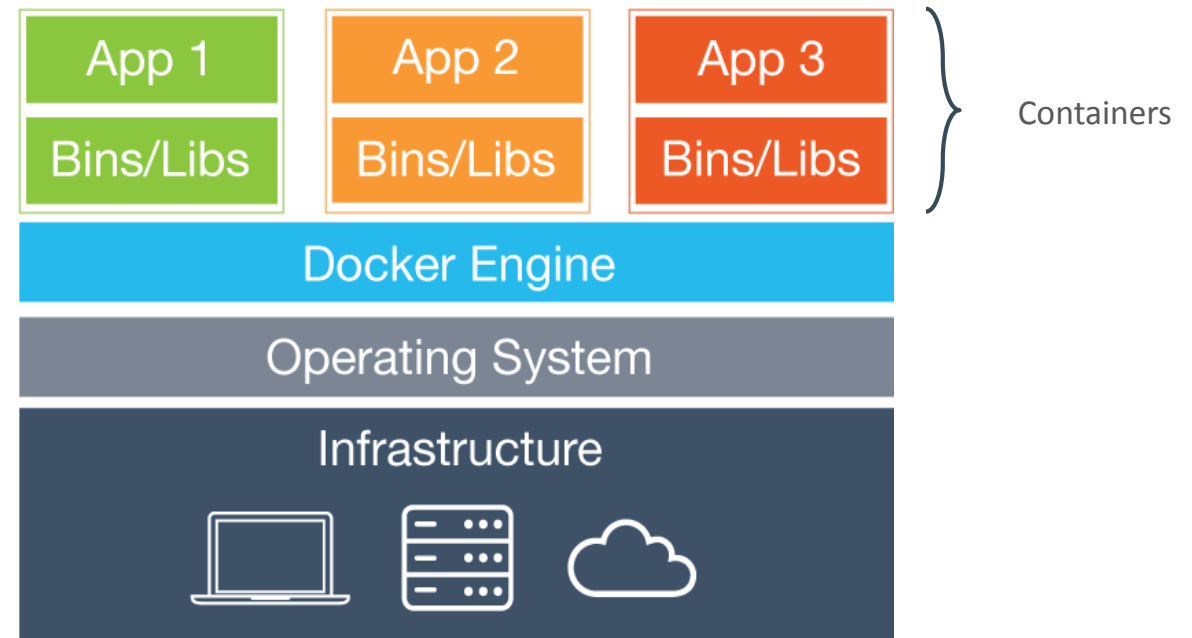 App 1
App 2
App 3
Containers
Bins/Libs
Bins/Libs
Bins/Libs
Docker Engine
Operating System
Infrastructure